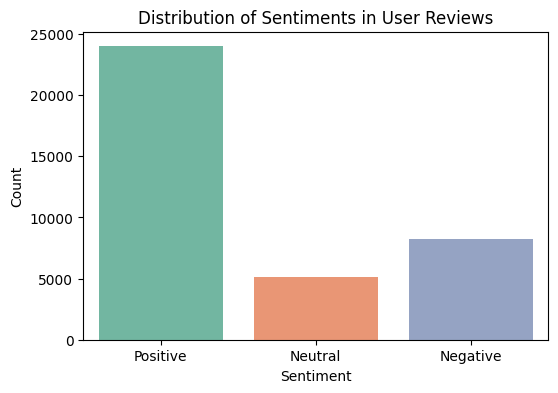 Distribution of Sentiments in User Reviews
25000
20000
15000
10000
5000
0
Count
Positive
Neutral
Negative
Sentiment